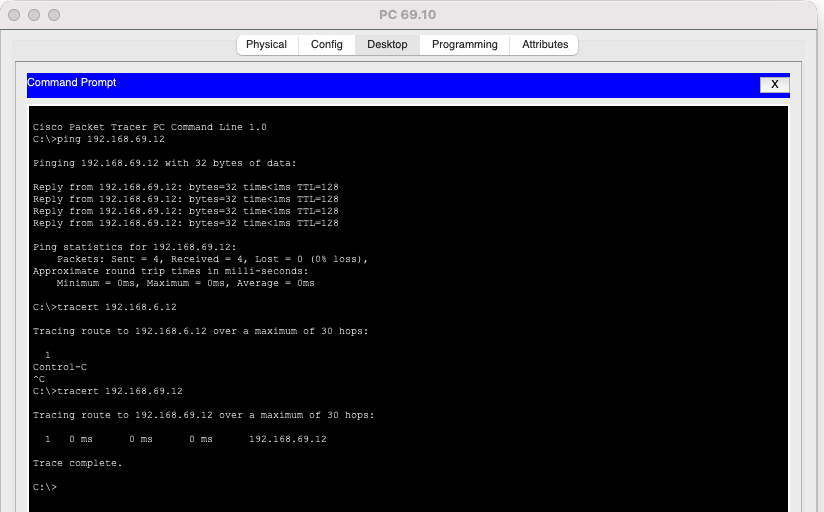 PC 69.10
Physical Config Desktop Programming Attributes
Command Prompt
X
Cisco Packet Tracer PC Command Line 1.0
C:\>ping 192.168.69.12
Pinging 192.168.69.12 with 32 bytes of data:
Reply from 192.168.69.12: bytes=32 time<1ms TTL=128
Reply from 192.168.69.12: bytes=32 time<1ms TTL=128
Reply from 192.168.69.12: bytes=32 time<1ms TTL=128
Reply from 192.168.69.12: bytes=32 time<1ms TTL=128
Ping statistics for 192.168.69.12:
    Packets: Sent = 4, Received = 4, Lost = 0 (0% loss),
Approximate round trip times in milli-seconds:
    Minimum = 0ms, Maximum = 0ms, Average = 0ms
C:\>tracert 192.168.6.12
Tracing route to 192.168.6.12 over a maximum of 30 hops:
  1
Control-C
^C
C:\>tracert 192.168.69.12
Tracing route to 192.168.69.12 over a maximum of 30 hops:
  1   0 ms      0 ms      0 ms      192.168.69.12
Trace complete.
C:\>